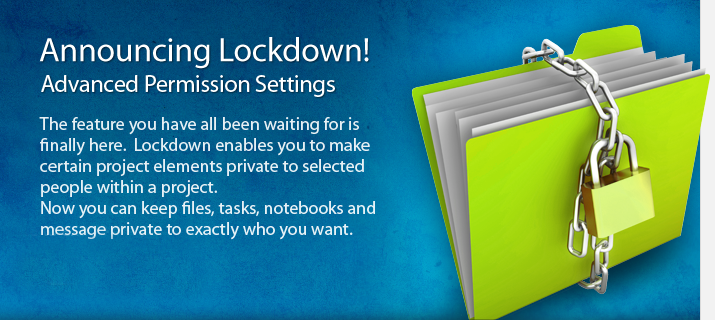 Announcing Lockdown!
Advanced Permission Settings
The feature you have all been waiting for is
finally here.  Lockdown enables you to make
certain project elements private to selected
people within a project.
Now you can keep files, tasks, notebooks and
message private to exactly who you want.